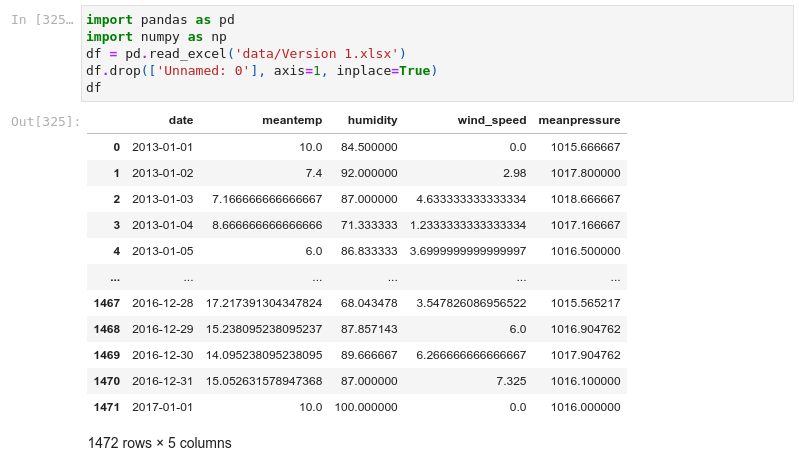 In [325…
import pandas as pd
import numpy as np
df = pd.read_excel('data/Version 1.xlsx')
df.drop(['Unnamed: 0'], axis=1, inplace=True)
df
Out[325]:
date meantemp humidity wind_speed meanpressure
0 2013-01-01 10.0 84.500000 0.0 1015.666667
1 2013-01-02 7.4 92.000000 2.98 1017.800000
2 2013-01-03 7.166666666666667 87.000000 4.633333333333334 1018.666667
3 2013-01-04 8.666666666666666 71.333333 1.2333333333333334 1017.166667
4 2013-01-05 6.0 86.833333 3.6999999999999997 1016.500000
... ... ... ... ... ...
1467 2016-12-28 17.217391304347824 68.043478 3.547826086956522 1015.565217
1468 2016-12-29 15.238095238095237 87.857143 6.0 1016.904762
1469 2016-12-30 14.095238095238095 89.666667 6.266666666666667 1017.904762
1470 2016-12-31 15.052631578947368 87.000000 7.325 1016.100000
1471 2017-01-01 10.0 100.000000 0.0 1016.000000
1472 rows × 5 columns